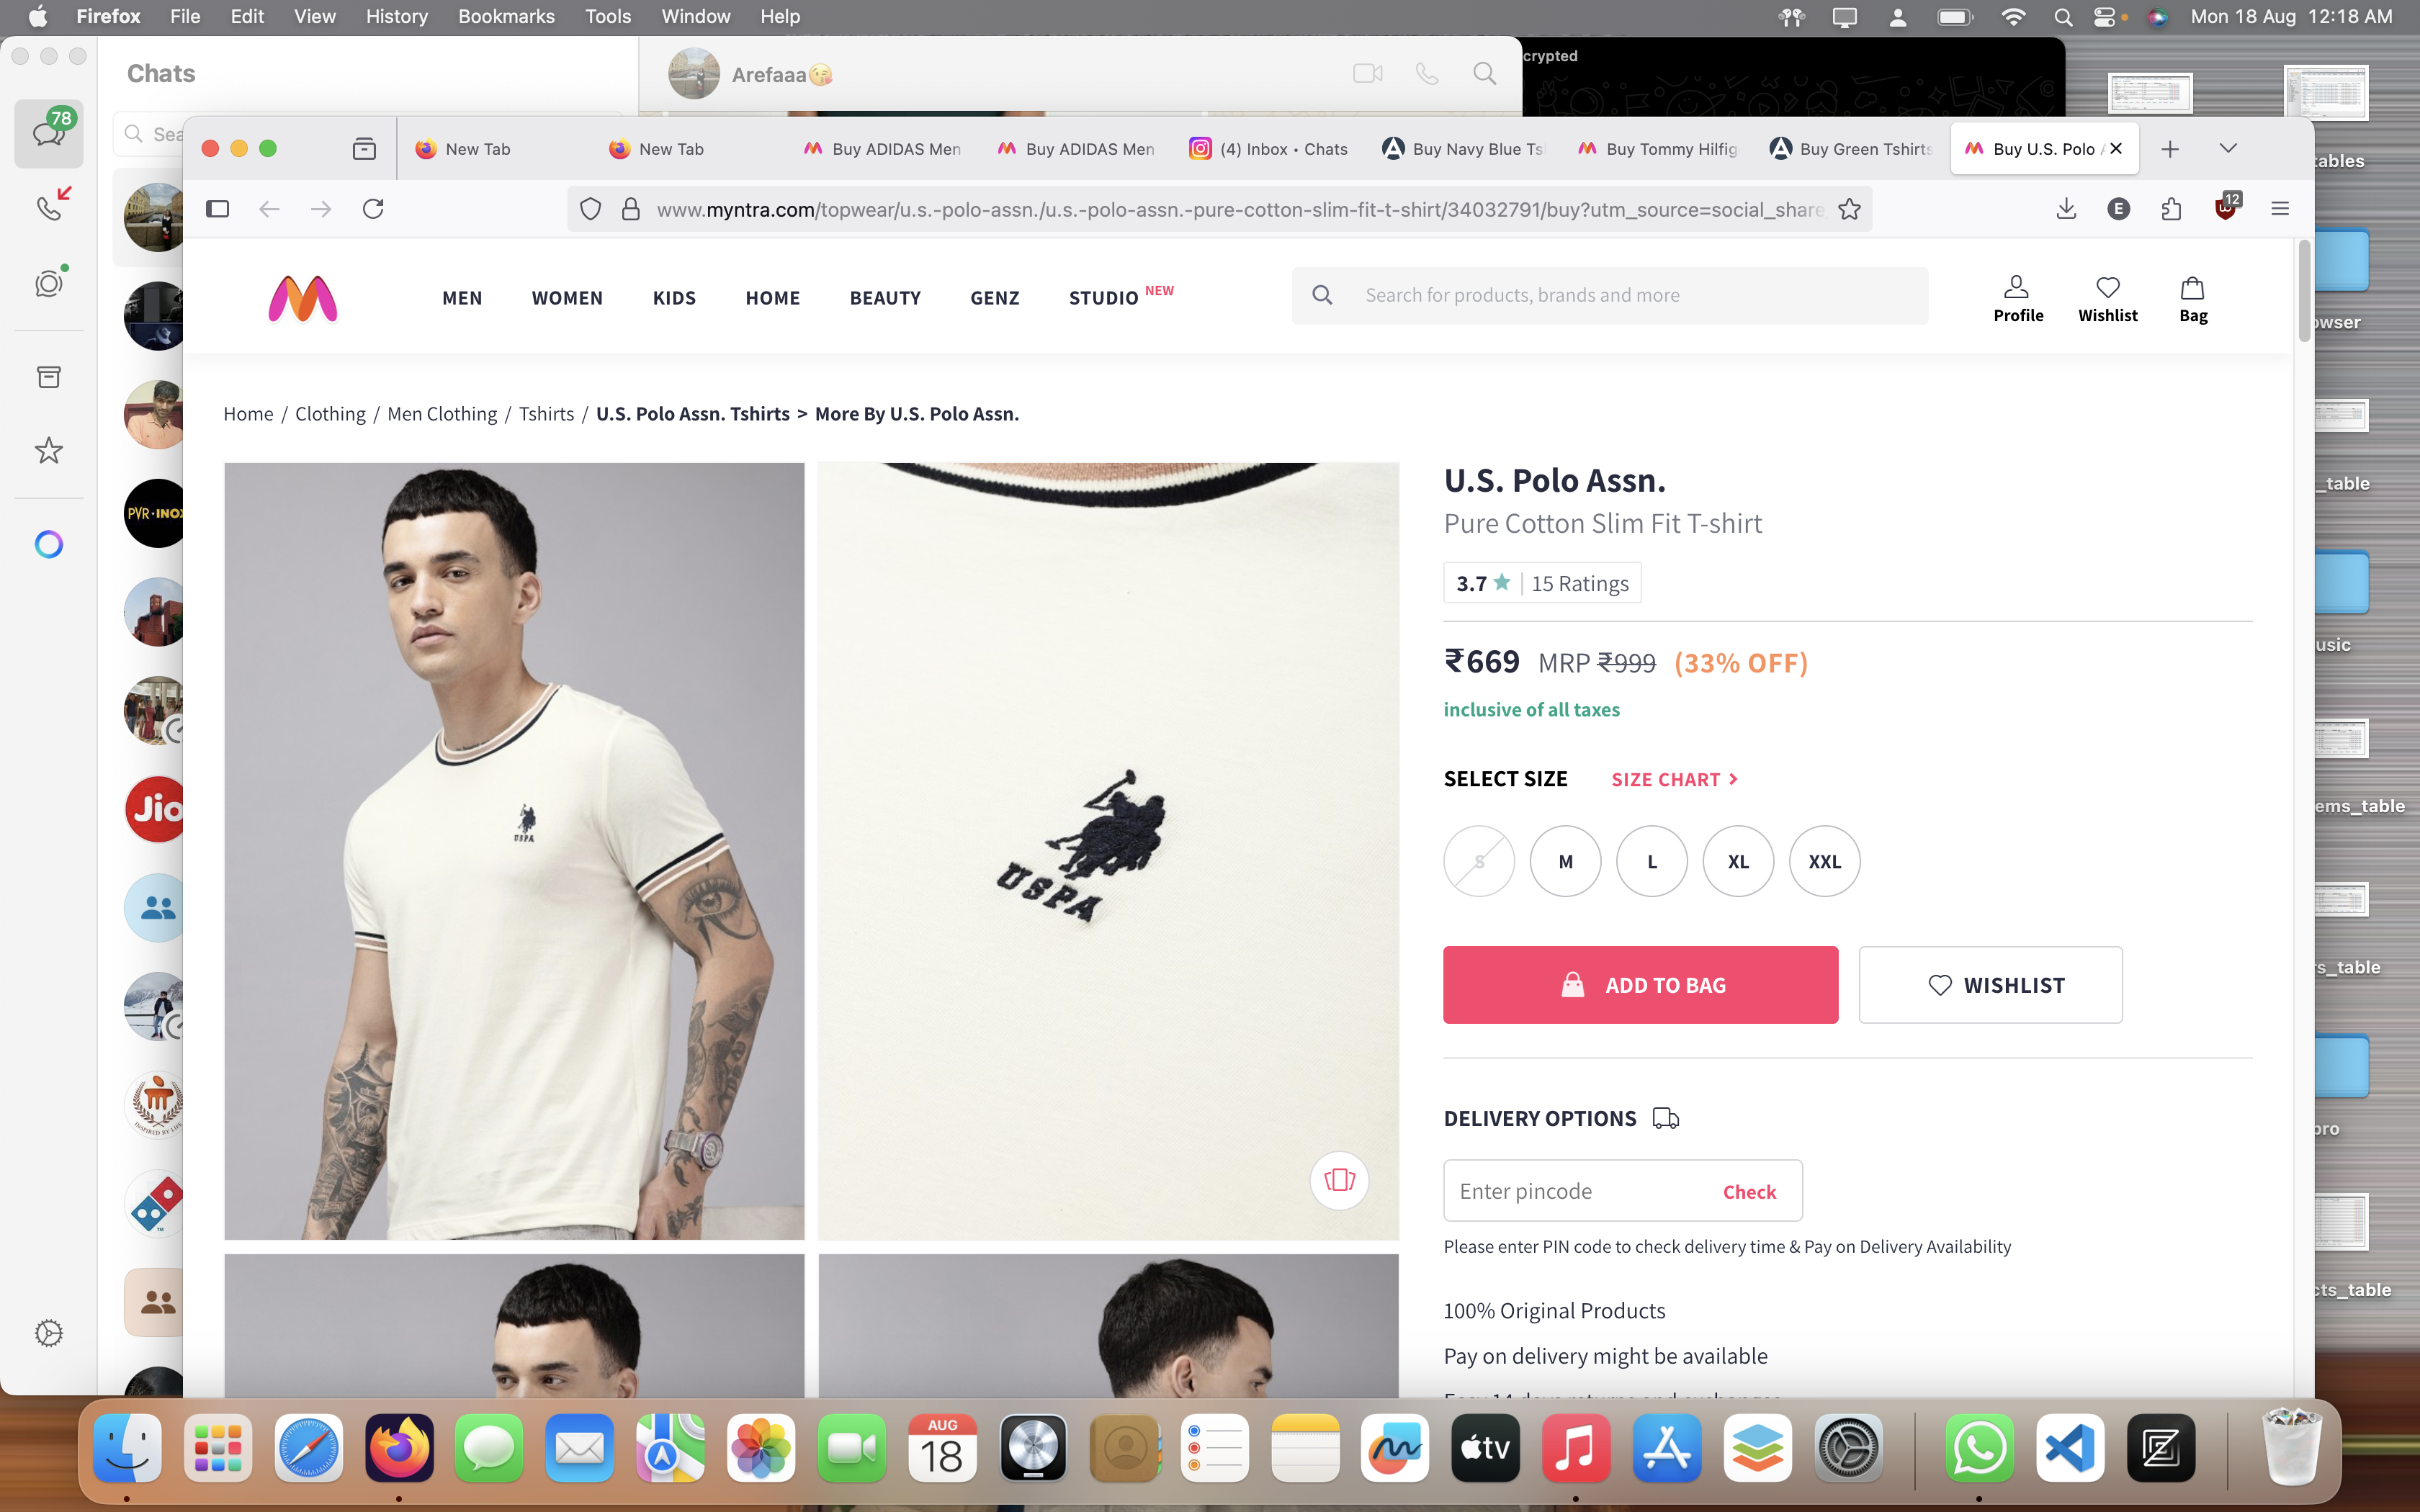 Firefox File Edit View History Bookmarks Tools Window Help
Mon 18 Aug 12:18 AM
Chats
78
Arefaaa😘
crypted
New Tab
New Tab
Buy ADIDAS Men
Buy ADIDAS Men
(4) Inbox • Chats
Buy Navy Blue Ts
Buy Tommy Hilfig
Buy Green Tshirts
Buy U.S. Polo
www.myntra.com/topwear/u.s.-polo-assn./u.s.-polo-assn.-pure-cotton-slim-fit-t-shirt/34032791/buy?utm_source=social_share
E
12
MEN WOMEN KIDS HOME BEAUTY GENZ STUDIO NEW
Search for products, brands and more
Profile Wishlist Bag
Home / Clothing / Men Clothing / Tshirts / U.S. Polo Assn. Tshirts > More By U.S. Polo Assn.
USPA
USPA
U.S. Polo Assn.
Pure Cotton Slim Fit T-shirt
3.7 ★ | 15 Ratings
₹669 MRP ₹999 (33% OFF)
inclusive of all taxes
SELECT SIZE SIZE CHART >
S M L XL XXL
ADD TO BAG
WISHLIST
DELIVERY OPTIONS
Enter pincode Check
Please enter PIN code to check delivery time & Pay on Delivery Availability
100% Original Products
Pay on delivery might be available
PVR·INO
Jio
INSPIRED BY LIFE
ables
owser
_table
usic
ems_table
rs_table
pro
cts_table
AUG
18
tv